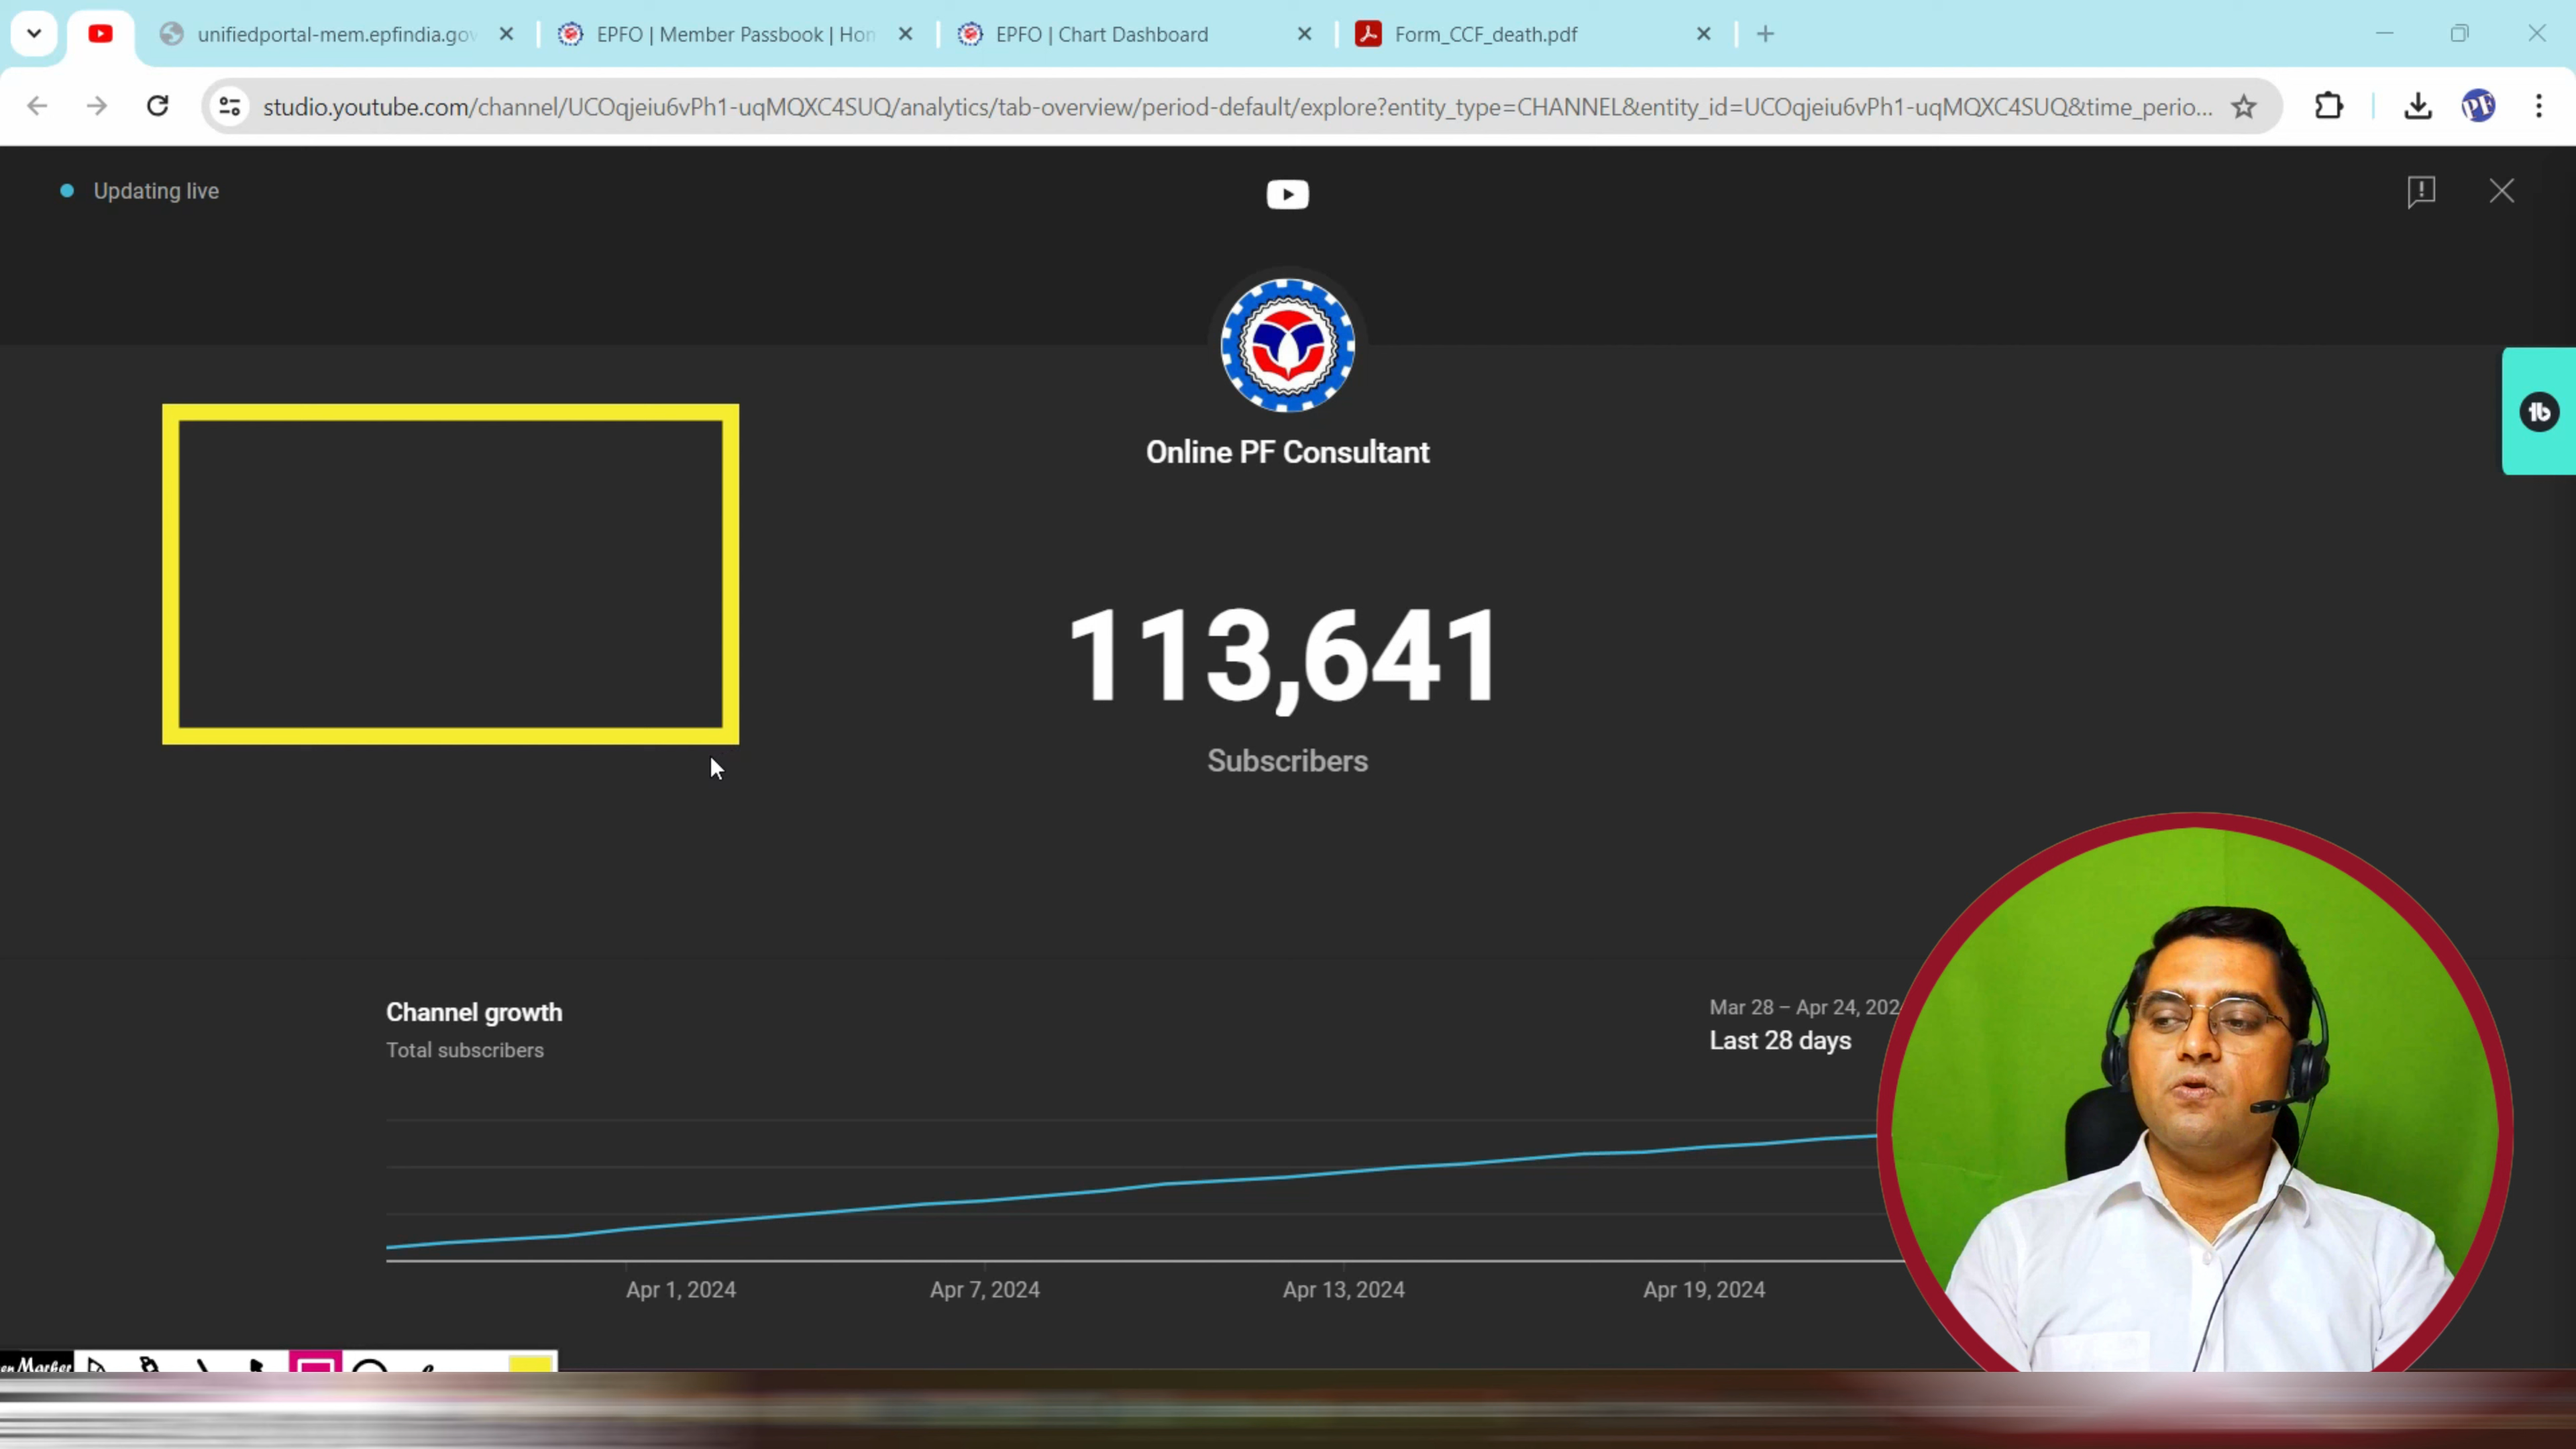 unifiedportal-mem.epfindia.gov
EPFO | Member Passbook | Hon
EPFO | Chart Dashboard
Form_CCF_death.pdf
studio.youtube.com/channel/UCOqjeiu6vPh1-uqMQXC4SUQ/analytics/tab-overview/period-default/explore?entity_type=CHANNEL&entity_id=UCOqjeiu6vPh1-uqMQXC4SUQ&time_perio...
PF
Updating live
Online PF Consultant
113,641
Subscribers
Channel growth
Total subscribers
Mar 28 – Apr 24, 202
Last 28 days
Apr 1, 2024
Apr 7, 2024
Apr 13, 2024
Apr 19, 2024